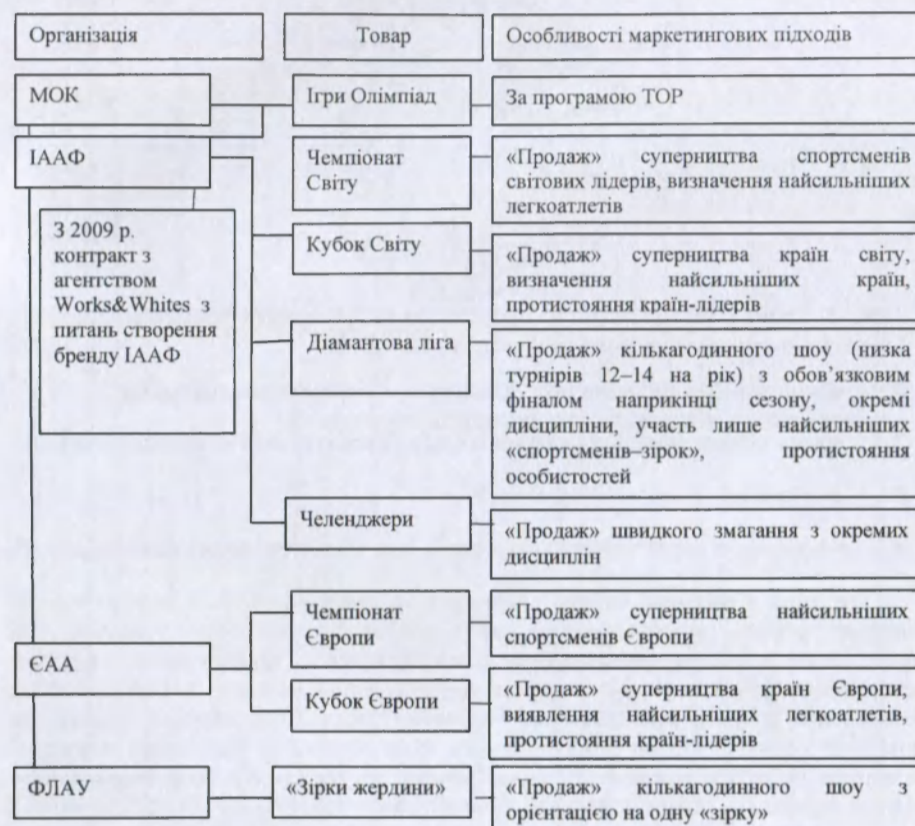 Організація
Товар
Особливості маркетингових підходів
МОК
Ігри Олімпіад
За програмою ТОР
ІААФ
Чемпіонат
Світу
«Продаж» суперництва спортсменів
світових лідерів, визначення найсильніших
легкоатлетів
З 2009 р.
контракт з
агентством
Works&Whites з
питань створення
бренду ІААФ
Кубок Світу
«Продаж» суперництва країн світу,
визначення найсильніших країн,
протистояння країн-лідерів
Діамантова ліга
«Продаж» кількагодинного шоу (низка
турнірів 12–14 на рік) з обов’язковим
фіналом наприкінці сезону, окремі
дисципліни, участь лише найсильніших
«спортсменів–зірок», протистояння
особистостей
Челенджери
«Продаж» швидкого змагання з окремих
дисциплін
Чемпіонат
Європи
«Продаж» суперництва найсильніших
спортсменів Європи
ЄАА
Кубок Європи
«Продаж» суперництва країн Європи,
виявлення найсильніших легкоатлетів,
протистояння країн-лідерів
ФЛАУ
«Зірки жердини»
«Продаж» кількагодинного шоу з
орієнтацією на одну «зірку»